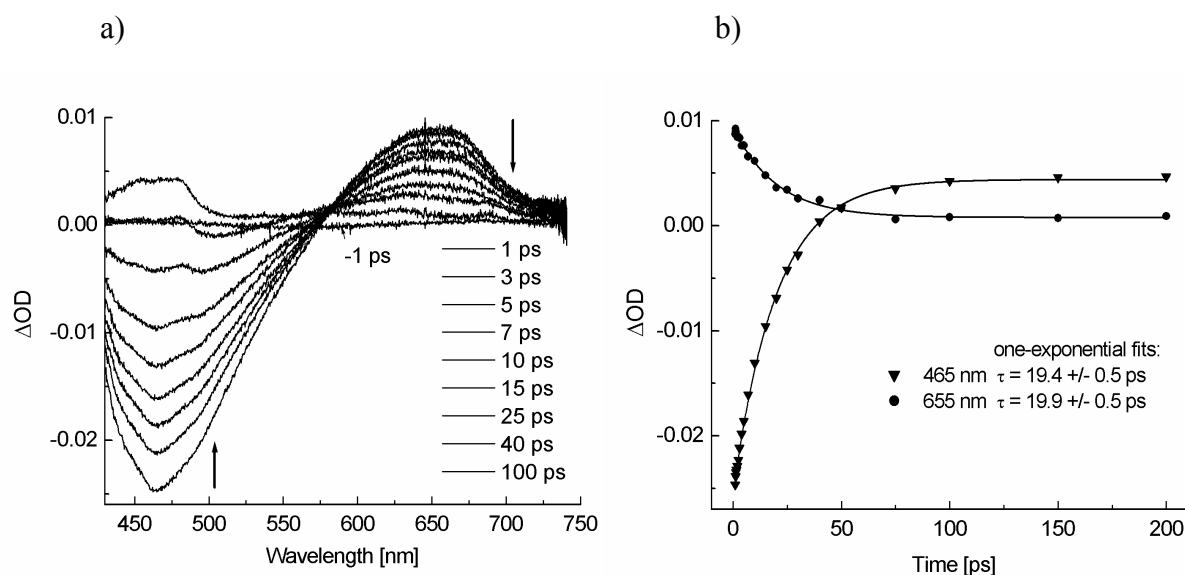 a)
b)
0.01
0.00
-0.01
-0.02
ΔOD
450
500
550
600
650
700
750
Wavelength [nm]
-1 ps
1 ps
3 ps
5 ps
7 ps
10 ps
15 ps
25 ps
40 ps
100 ps
0.01
0.00
-0.01
-0.02
ΔOD
0
50
100
150
200
Time [ps]
one-exponential fits:
465 nm τ = 19.4 +/- 0.5 ps
655 nm τ = 19.9 +/- 0.5 ps